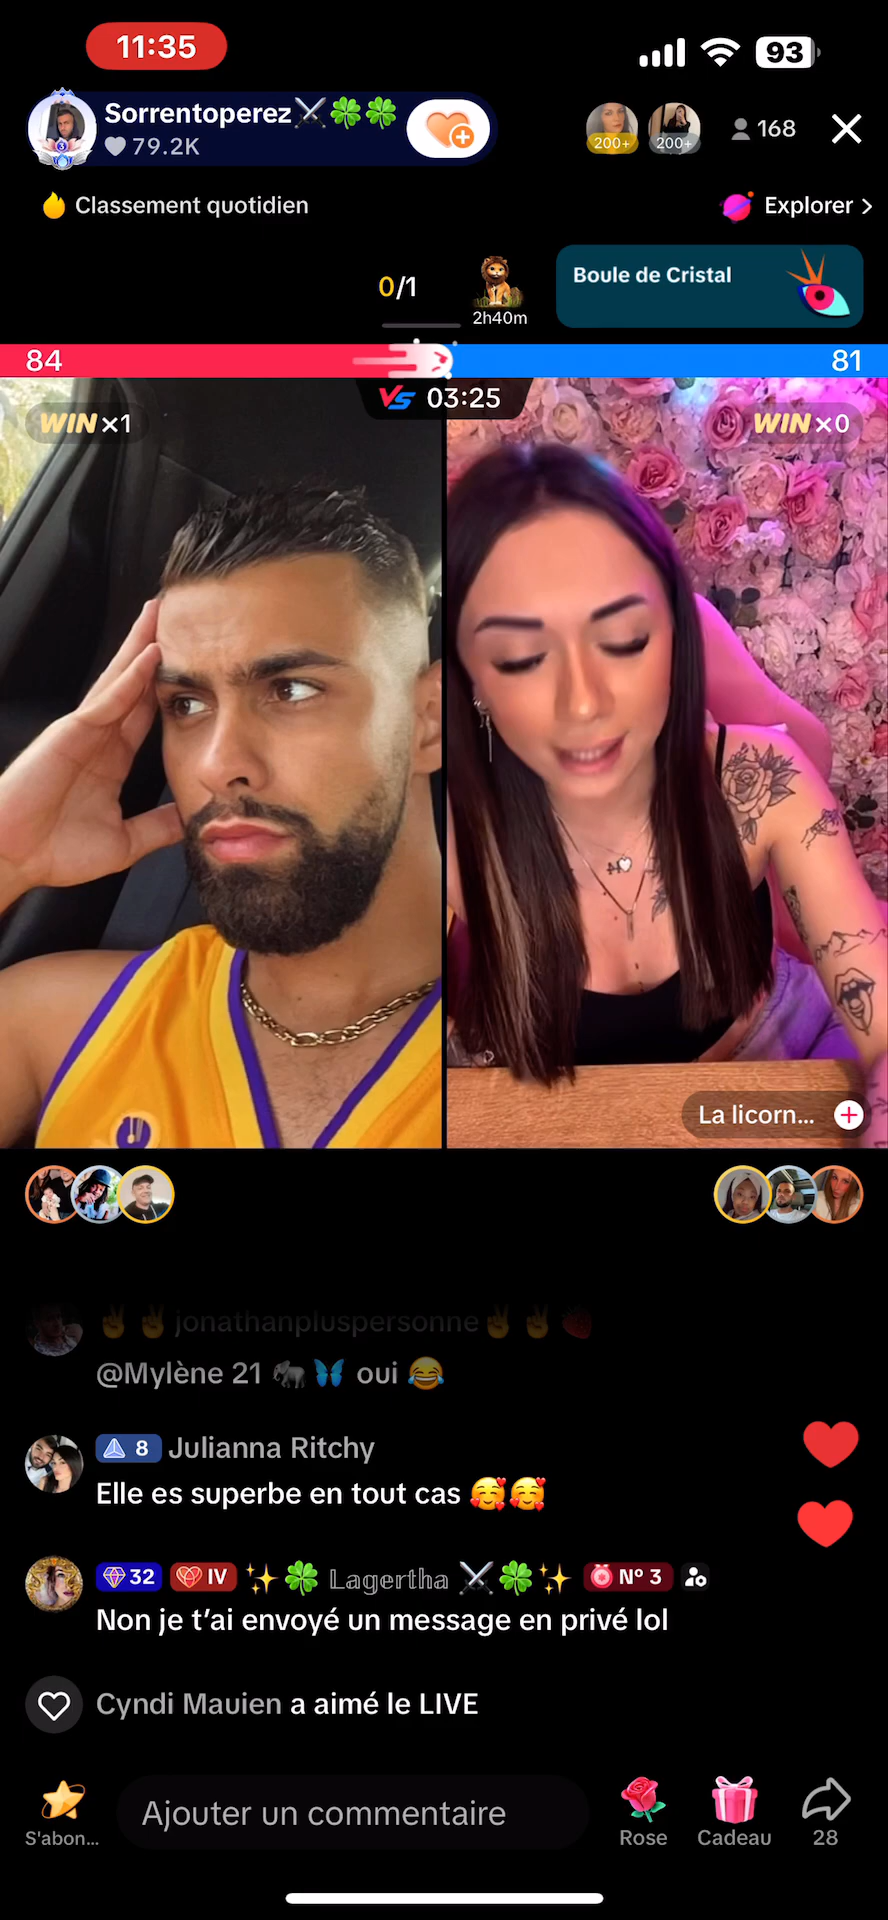 11:35
93
Sorrentoperez⚔️🍀🍀
79.2K
200+
200+
168
Classement quotidien
Explorer >
0/1
2h40m
Boule de Cristal
84
81
VS 03:25
WIN x1
WIN x0
La licorn...
✌️✌️jonathanpluspersonne✌️✌️🍓
@Mylène 21 🐘🦋 oui 😂
8 Julianna Ritchy
Elle es superbe en tout cas 🥰🥰
32 IV ✨🍀 𝕃𝕒𝕘𝕖𝕣𝕥𝕙𝕒 ⚔️🍀✨ Nº 3
Non je t’ai envoyé un message en privé lol
Cyndi Mauien a aimé le LIVE
S'abon...
Ajouter un commentaire
Rose
Cadeau
28